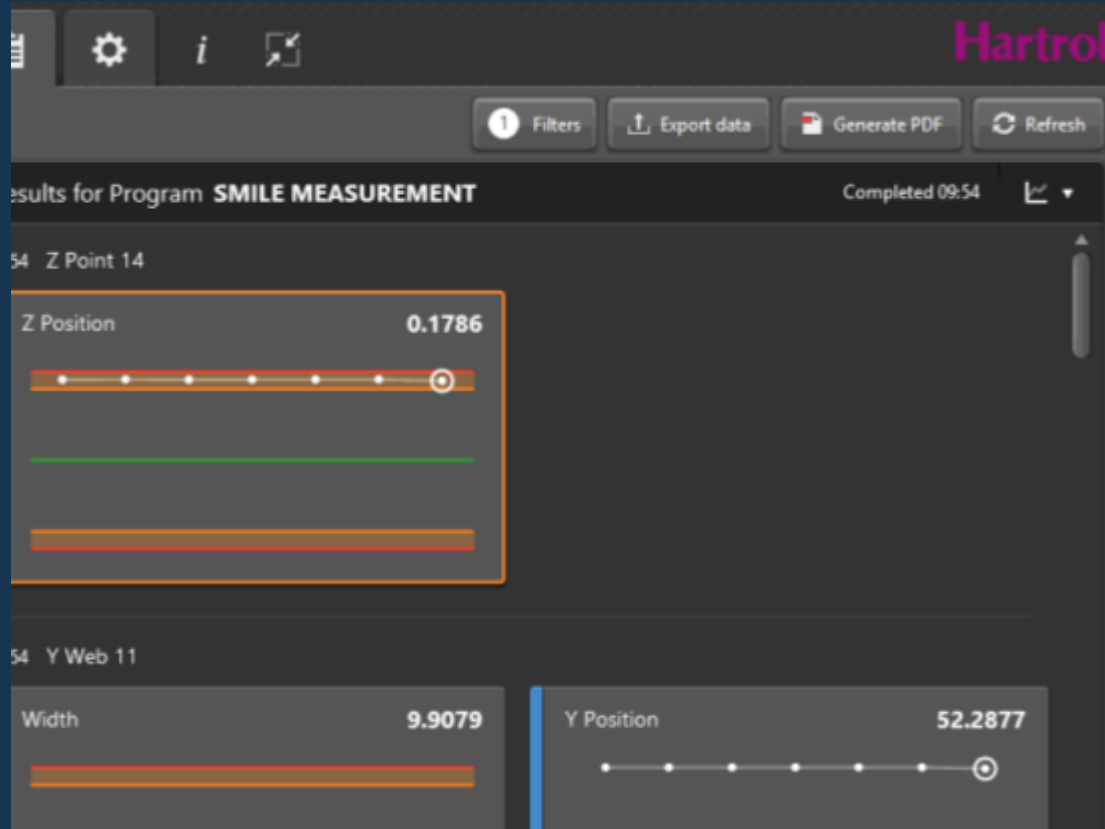 i
Hartrol
1 Filters Export data Generate PDF Refresh
esults for Program SMILE MEASUREMENT Completed 09:54
54 Z Point 14
Z Position 0.1786
54 Y Web 11
Width 9.9079 Y Position 52.2877